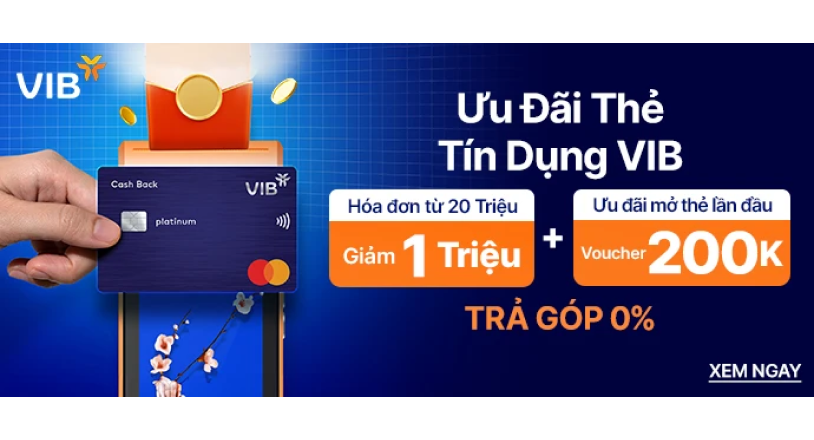 VIB
Ưu Đãi Thẻ
Tín Dụng VIB
Cash Back
VIB
platinum
Hóa đơn từ 20 Triệu
Giảm 1 Triệu
+
Ưu đãi mở thẻ lần đầu
Voucher 200K
TRẢ GÓP 0%
XEM NGAY